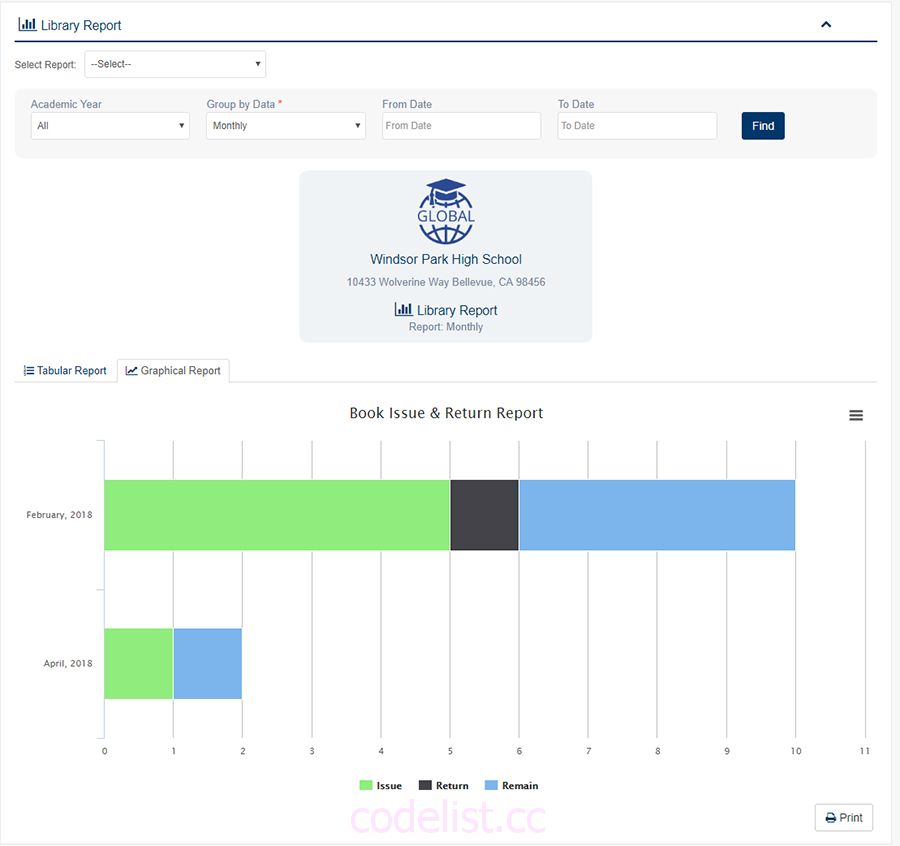 Library Report
Select Report: --Select--
Academic Year Group by Data * From Date To Date
All Monthly From Date To Date Find
GLOBAL
Windsor Park High School
10433 Wolverine Way Bellevue, CA 98456
Library Report
Report: Monthly
Tabular Report Graphical Report
Book Issue & Return Report
February, 2018
April, 2018
0 1 2 3 4 5 6 7 8 9 10 11
Issue Return Remain
codelist.cc
Print